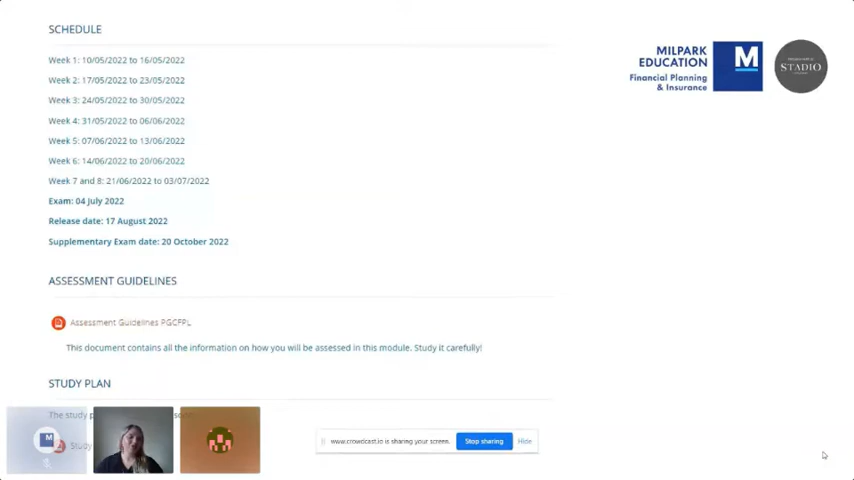 SCHEDULE
Week 1: 10/05/2022 to 16/05/2022
Week 2: 17/05/2022 to 23/05/2022
Week 3: 24/05/2022 to 30/05/2022
Week 4: 31/05/2022 to 06/06/2022
Week 5: 07/06/2022 to 13/06/2022
Week 6: 14/06/2022 to 20/06/2022
Week 7 and 8: 21/06/2022 to 03/07/2022
Exam: 04 July 2022
Release date: 17 August 2022
Supplementary Exam date: 20 October 2022
MILPARK
EDUCATION
Financial Planning
& Insurance
M
STADIO
ASSESSMENT GUIDELINES
Assessment Guidelines PGCFPL
This document contains all the information on how you will be assessed in this module. Study it carefully!
STUDY PLAN
The study
M
Study
www.crowdcast.io is sharing your screen.
Stop sharing
Hide